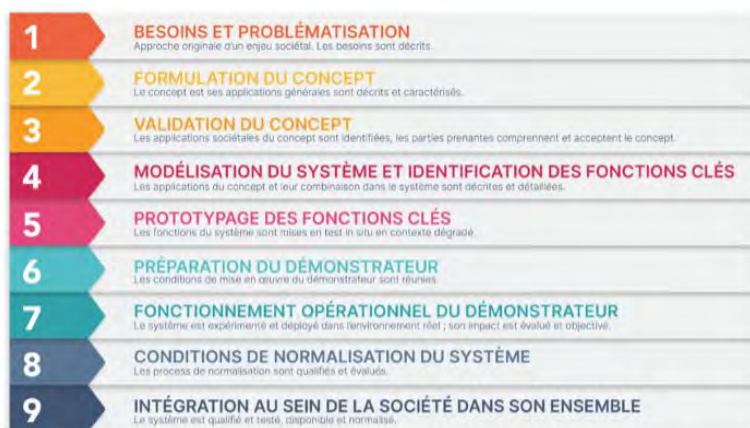 1
BESOINS ET PROBLÉMATISATION
Approche originale d'un enjeu sociétal. Les besoins sont décrits.
2
FORMULATION DU CONCEPT
Le concept est ses applications générales sont décrits et caractérisés.
3
VALIDATION DU CONCEPT
Les applications sociétales du concept sont identifiées, les parties prenantes comprennent et acceptent le concept.
4
MODÉLISATION DU SYSTÈME ET IDENTIFICATION DES FONCTIONS CLÉS
Les applications du concept et leur combinaison dans le système sont décrites et détaillées.
5
PROTOTYPAGE DES FONCTIONS CLÉS
Les fonctions du système sont mises en test in situ en contexte dégradé.
6
PRÉPARATION DU DÉMONSTRATEUR
Les conditions de mise en œuvre du démonstrateur sont réunies.
7
FONCTIONNEMENT OPÉRATIONNEL DU DÉMONSTRATEUR
Le système est expérimenté et déployé dans l'environnement réel ; son impact est évalué et objectivé.
8
CONDITIONS DE NORMALISATION DU SYSTÈME
Les process de normalisation sont qualifiés et évalués.
9
INTÉGRATION AU SEIN DE LA SOCIÉTÉ DANS SON ENSEMBLE
Le système est qualifié et testé, disponible et normalisé.